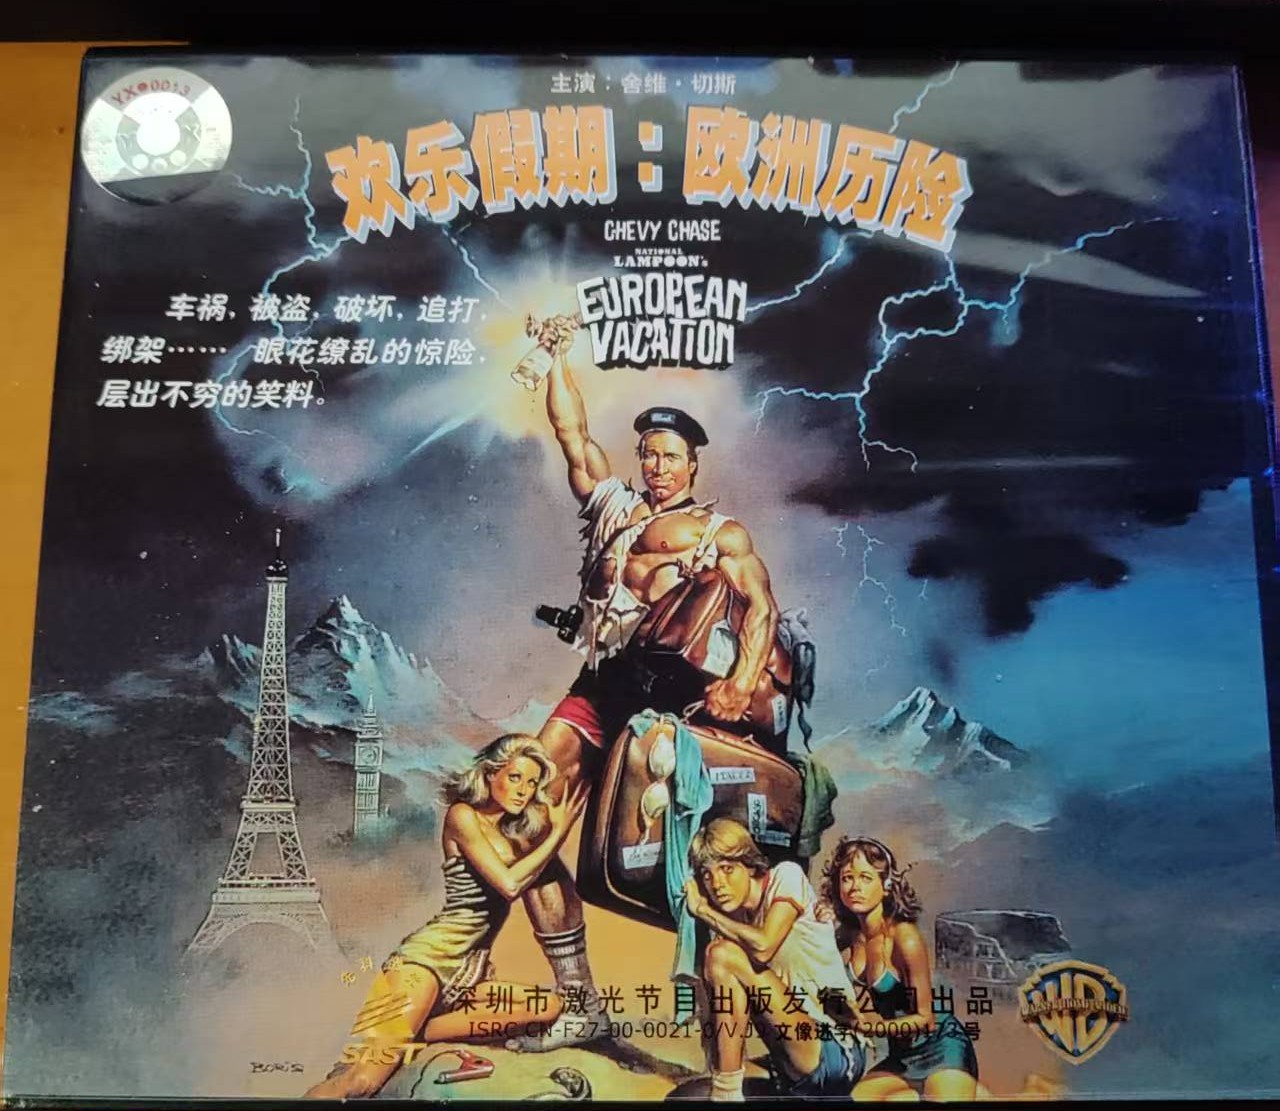 YX 0013
主演：舍维·切斯
欢乐假期：欧洲历险
CHEVY CHASE
NATIONAL
LAMPOON's
EUROPEAN
VACATION
车祸，被盗，破坏，追打，
绑架…… 眼花缭乱的惊险，
层出不穷的笑料。
深圳市激光节目出版发行公司出品
ISRC CN-F27-00-0021-0/V.J9 文像进字(2000)173号
SAST
WB
BORIS